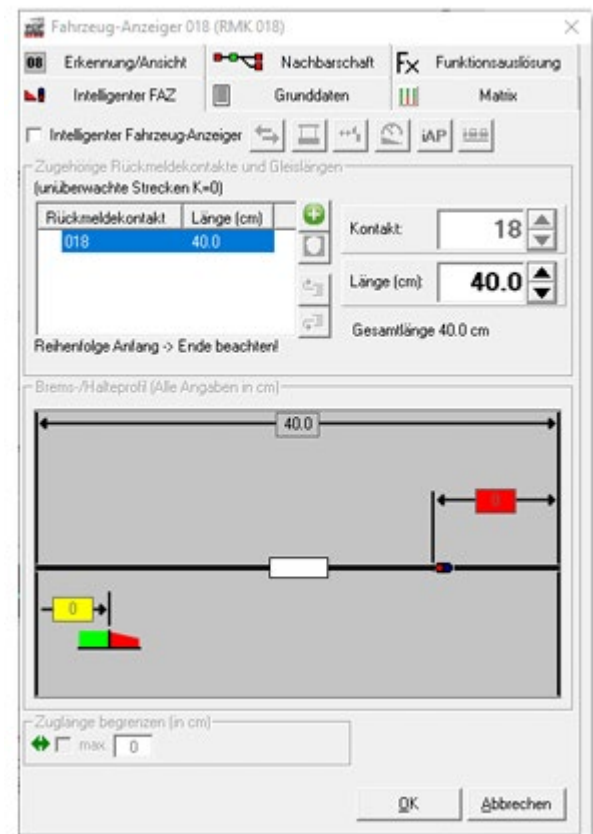 Fahrzeug-Anzeiger 018 (RMK 018)
08 Erkennung/Ansicht Nachbarschaft Fx Funktionsauslösung
Intelligenter FAZ Grunddaten Matrix
Intelligenter Fahrzeug-Anzeiger iAP
Zugehörige Rückmeldekontakte und Gleislängen
(unüberwachte Strecken K=0)
Rückmeldekontakt Länge (cm)
018 40.0
Kontakt: 18
Länge (cm): 40.0
Gesamtlänge 40.0 cm
Reihenfolge Anfang -> Ende beachten!
Brems-/Halteprofil (Alle Angaben in cm)
40.0
0
0
Zuglänge begrenzen (in cm)
max. 0
OK Abbrechen